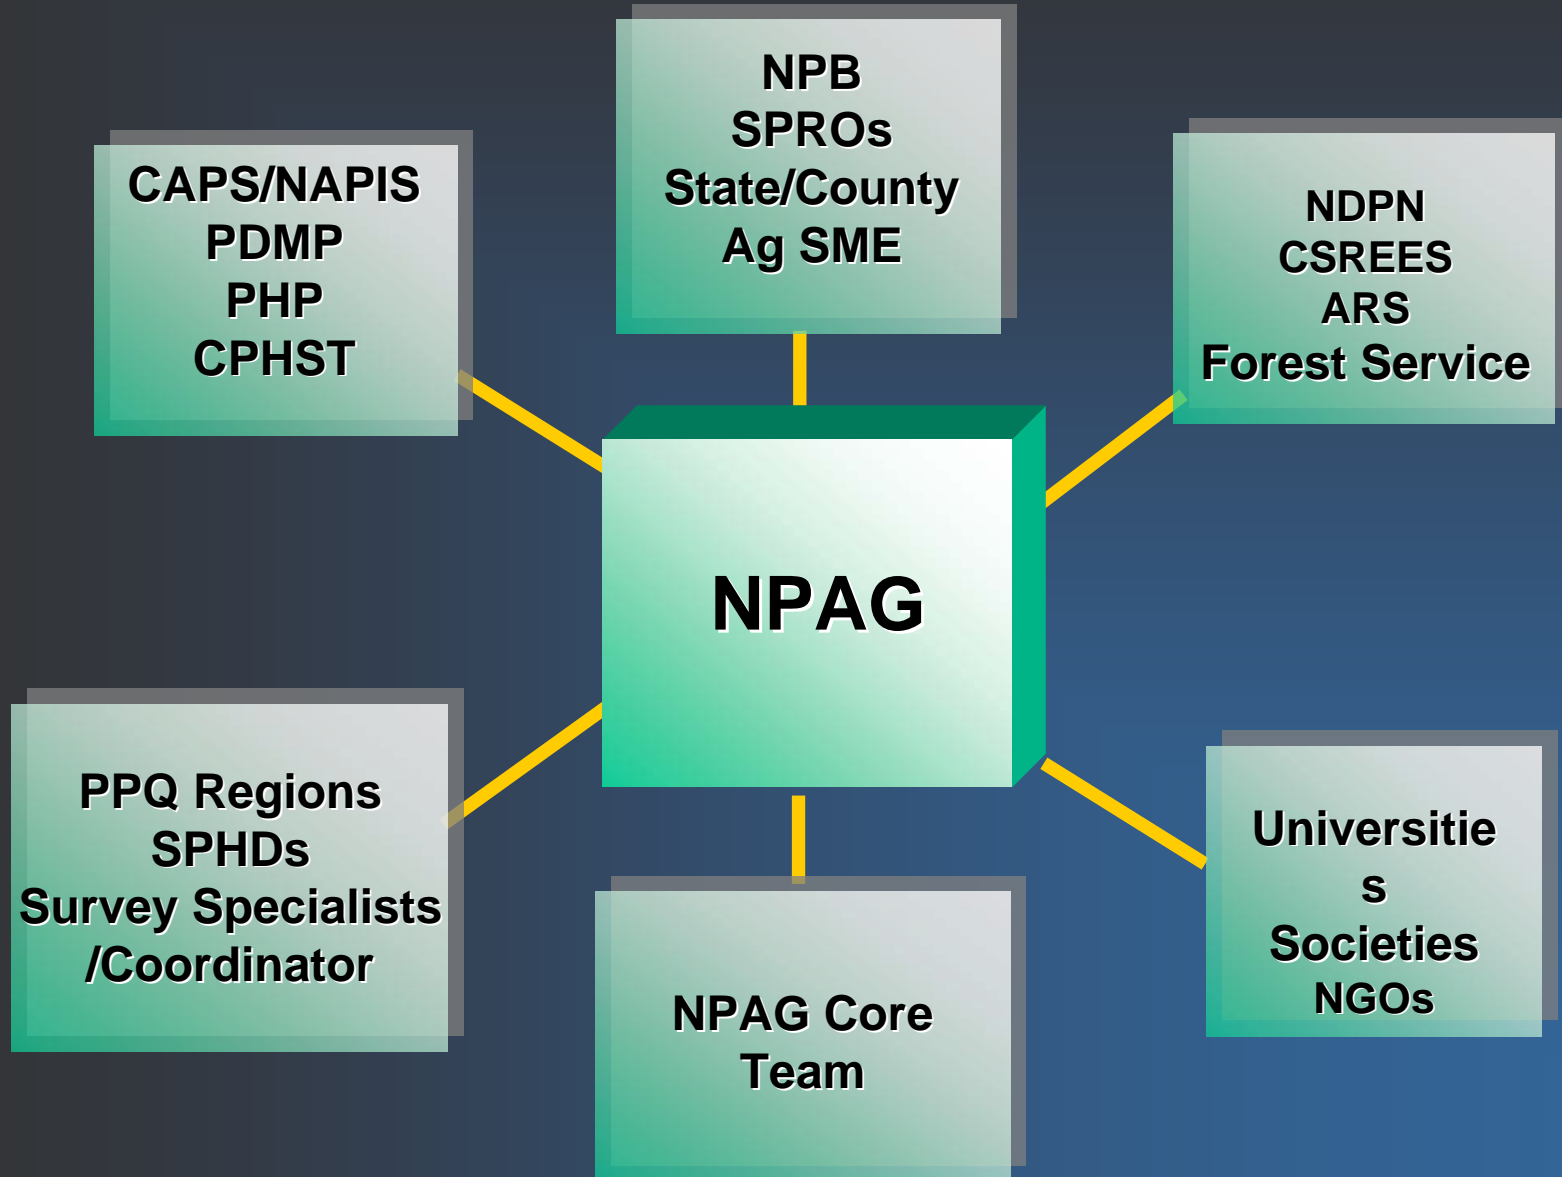 NPB
SPROs
State/County
Ag SME
CAPS/NAPIS
PDMP
PHP
CPHST
NDPN
CSREES
ARS
Forest Service
NPAG
PPQ Regions
SPHDs
Survey Specialists
/Coordinator
Universitie
s
Societies
NGOs
NPAG Core
Team